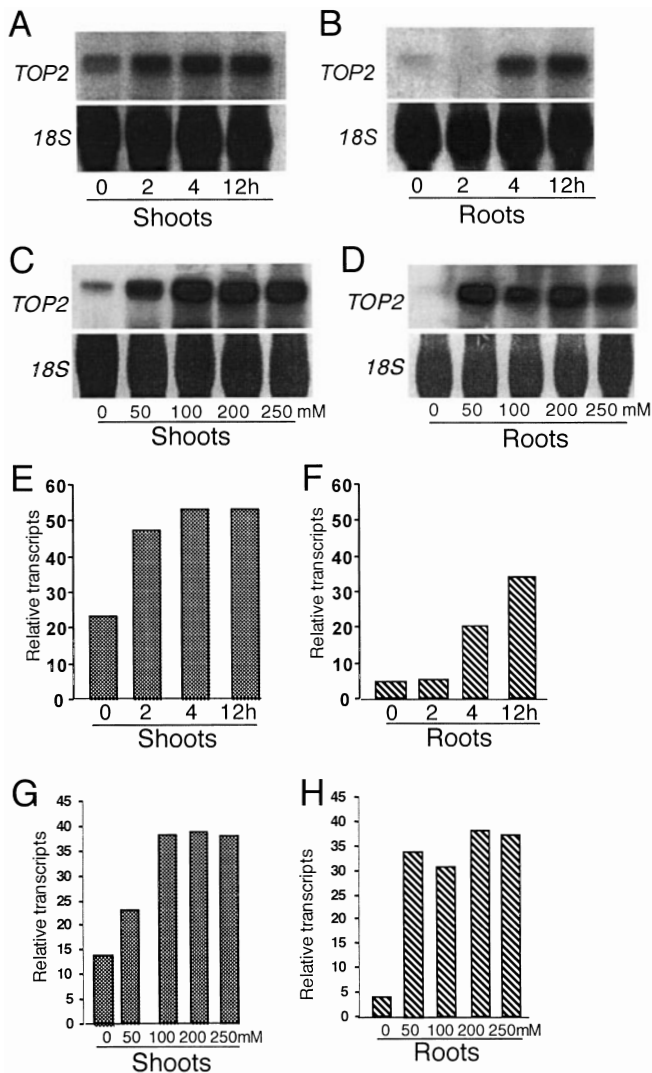 A
TOP2
18S
0 2 4 12h
Shoots
B
TOP2
18S
0 2 4 12h
Roots
C
TOP2
18S
0 50 100 200 250 mM
Shoots
D
TOP2
18S
0 50 100 200 250 mM
Roots
E
Relative transcripts
60
50
40
30
20
10
0
0 2 4 12h
Shoots
F
Relative transcripts
60
50
40
30
20
10
0
0 2 4 12h
Roots
G
Relative transcripts
45
40
35
30
25
20
15
10
5
0
0 50 100 200 250mM
Shoots
H
Relative transcripts
45
40
35
30
25
20
15
10
5
0
0 50 100 200 250mM
Roots